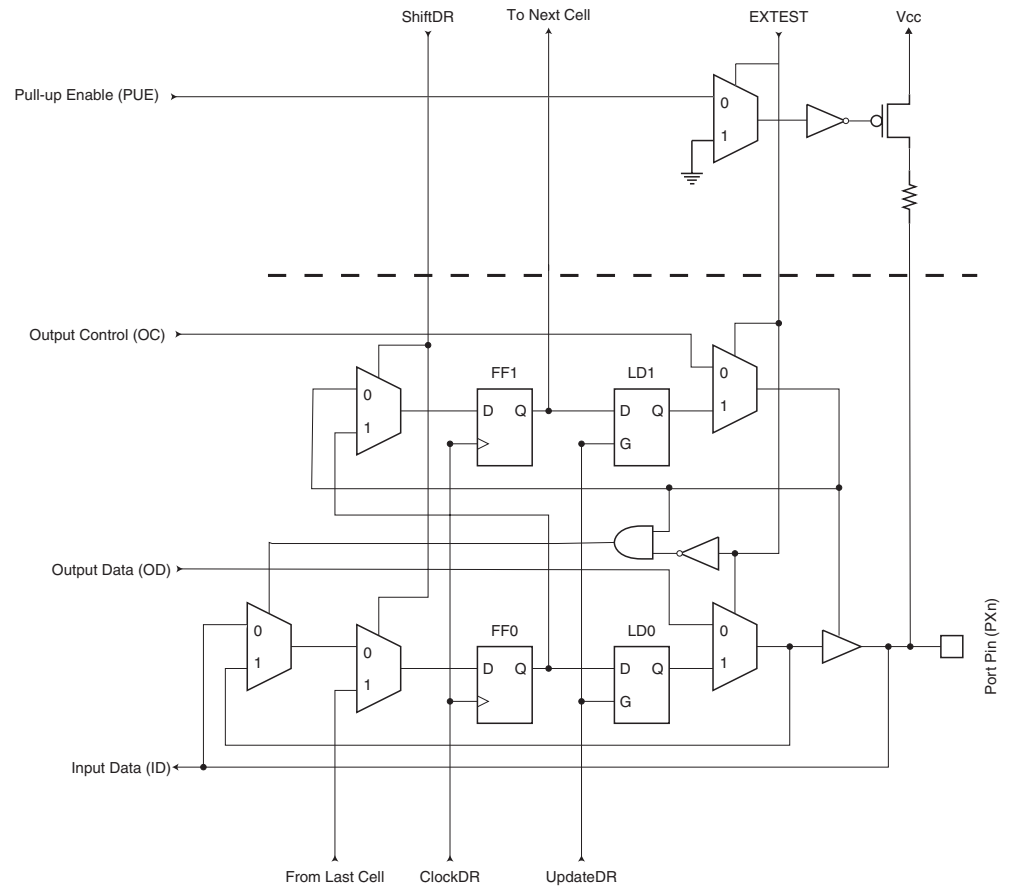 ShiftDR
To Next Cell
EXTEST
Vcc
Pull-up Enable (PUE)
0
1
Output Control (OC)
FF1
LD1
0
1
0
1
D Q
D Q
G
Output Data (OD)
FF0
LD0
0
1
0
1
0
1
D Q
D Q
G
Port Pin (PXn)
Input Data (ID)
From Last Cell
ClockDR
UpdateDR